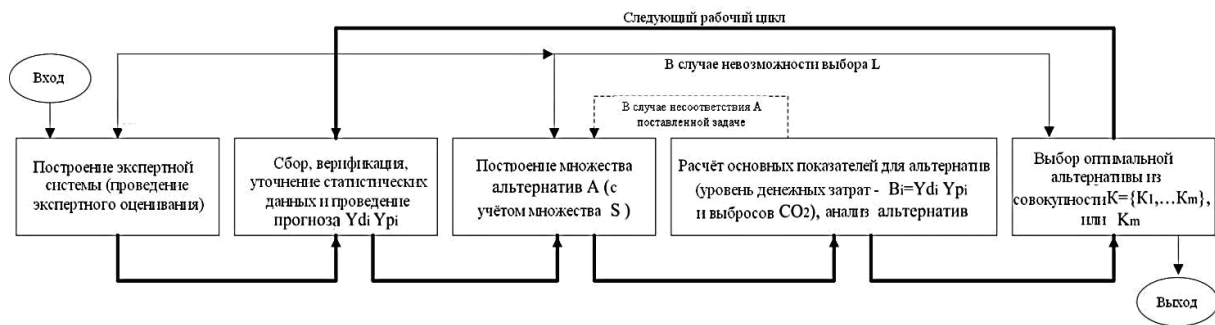 Следующий рабочий цикл
В случае невозможности выбора L
Вход
В случае несоответствия A
поставленной задаче
Построение экспертной
системы (проведение
экспертного оценивания)
Сбор, верификация,
уточнение статистических
данных и проведение
прогноза Ydi Ypi
Построение множества
альтернатив A (с
учётом множества S )
Расчёт основных показателей для альтернатив
(уровень денежных затрат - Bi=Ydi Ypi
и выбросов CO2), анализ альтернатив
Выбор оптимальной
альтернативы из
совокупности K={K1,...Km},
или Km
Выход